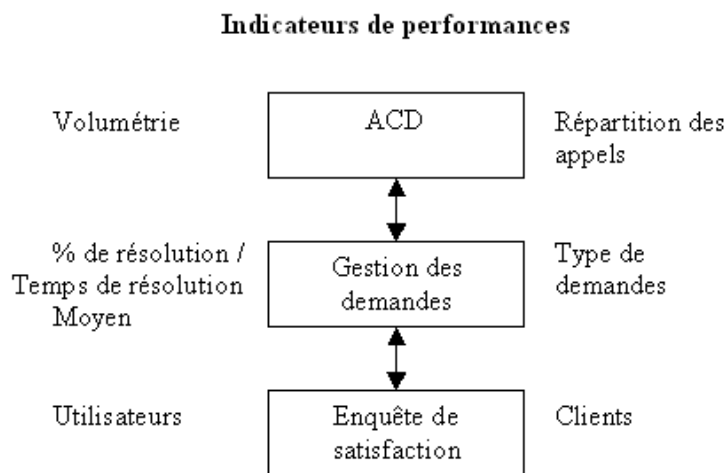 Indicateurs de performances
Volumétrie
ACD
Répartition des
appels
% de résolution /
Temps de résolution
Moyen
Gestion des
demandes
Type de
demandes
Utilisateurs
Enquête de
satisfaction
Clients